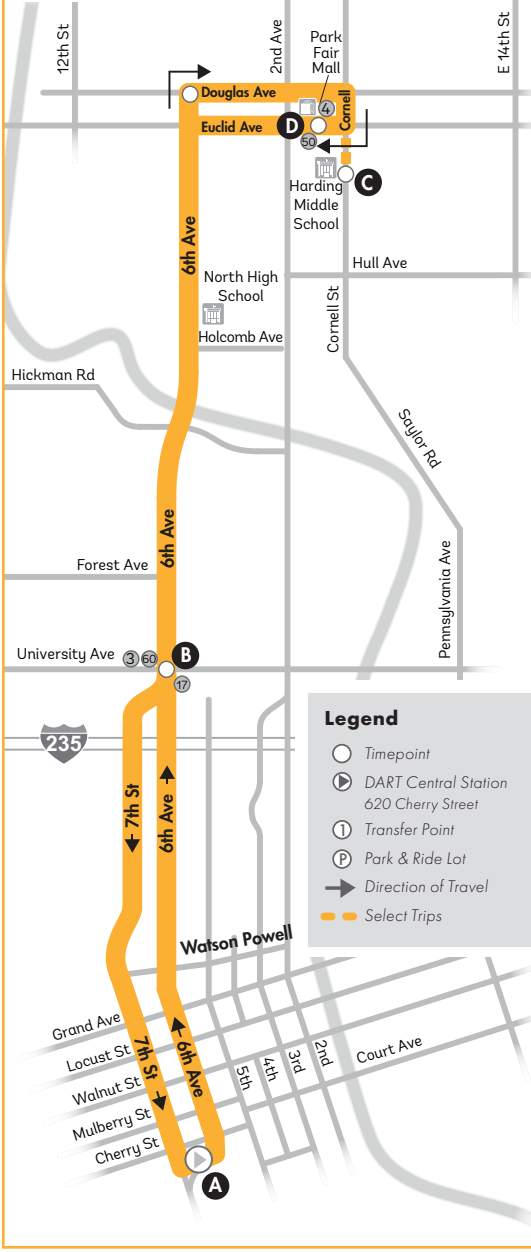 12th St
2nd Ave
E 14th St
Park
Fair
Mall
Douglas Ave
4
Cornell
Euclid Ave
D
50
C
Harding
Middle
School
6th Ave
Hull Ave
North High
School
Cornell St
Holcomb Ave
Hickman Rd
Saylor Rd
6th Ave
Forest Ave
Pennsylvania Ave
University Ave
3
60
B
17
235
7th St
6th Ave
Legend
Timepoint
DART Central Station
620 Cherry Street
1
Transfer Point
P
Park & Ride Lot
Direction of Travel
Select Trips
Watson Powell
Grand Ave
Locust St
Walnut St
Mulberry St
Cherry St
7th St
6th Ave
5th
4th
3rd
2nd
Court Ave
A